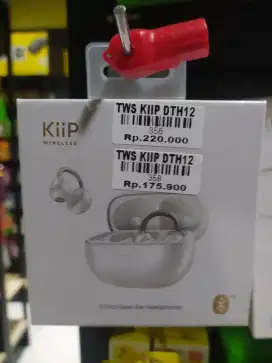 TWS KIIP DTH12
358
Rp.220.000
KiiP
WIRELESS
TWS KIIP DTH12
358
Rp.175.900